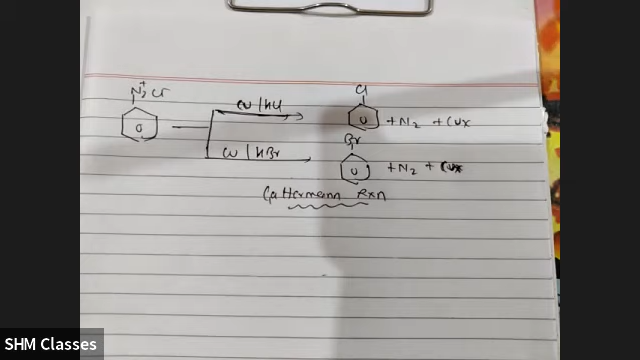 N₂⁺ Cl⁻
Cu | HCl
Cl
+ N₂ + CuX
Cu | HBr
Br
+ N₂ + CuX
Gattermann Rxn
SHM Classes